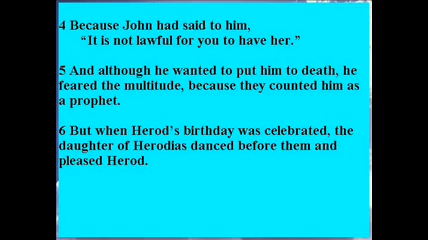 4 Because John had said to him,
“It is not lawful for you to have her.”
5 And although he wanted to put him to death, he
feared the multitude, because they counted him as
a prophet.
6 But when Herod’s birthday was celebrated, the
daughter of Herodias danced before them and
pleased Herod.